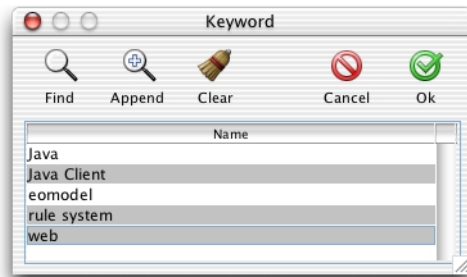 Keyword
Find Append Clear Cancel Ok
Name
Java
Java Client
eomodel
rule system
web